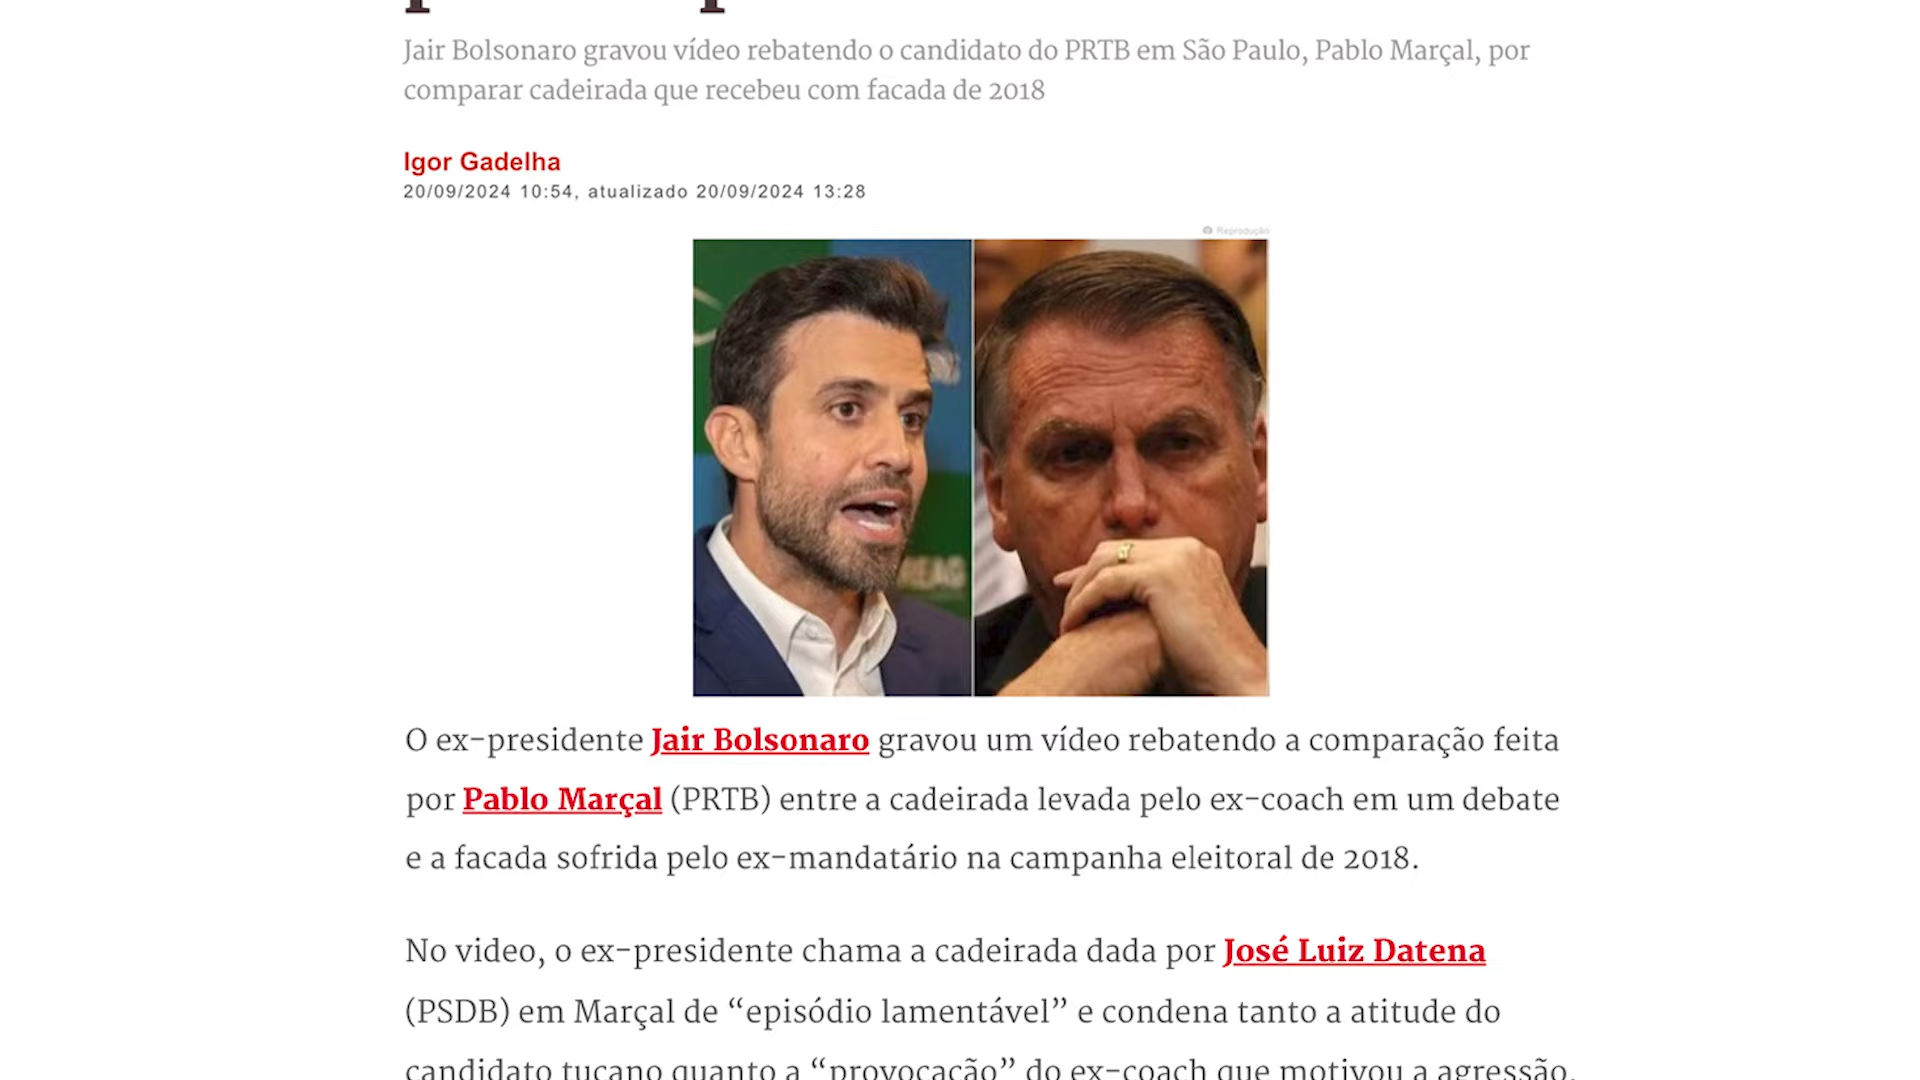 Jair Bolsonaro gravou vídeo rebatendo o candidato do PRTB em São Paulo, Pablo Marçal, por
comparar cadeirada que recebeu com facada de 2018
Igor Gadelha
20/09/2024 10:54, atualizado 20/09/2024 13:28
Reprodução
O ex-presidente Jair Bolsonaro gravou um vídeo rebatendo a comparação feita
por Pablo Marçal (PRTB) entre a cadeirada levada pelo ex-coach em um debate
e a facada sofrida pelo ex-mandatário na campanha eleitoral de 2018.
No video, o ex-presidente chama a cadeirada dada por José Luiz Datena
(PSDB) em Marçal de “episódio lamentável” e condena tanto a atitude do
candidato tucano quanto a “provocação” do ex-coach que motivou a agressão.